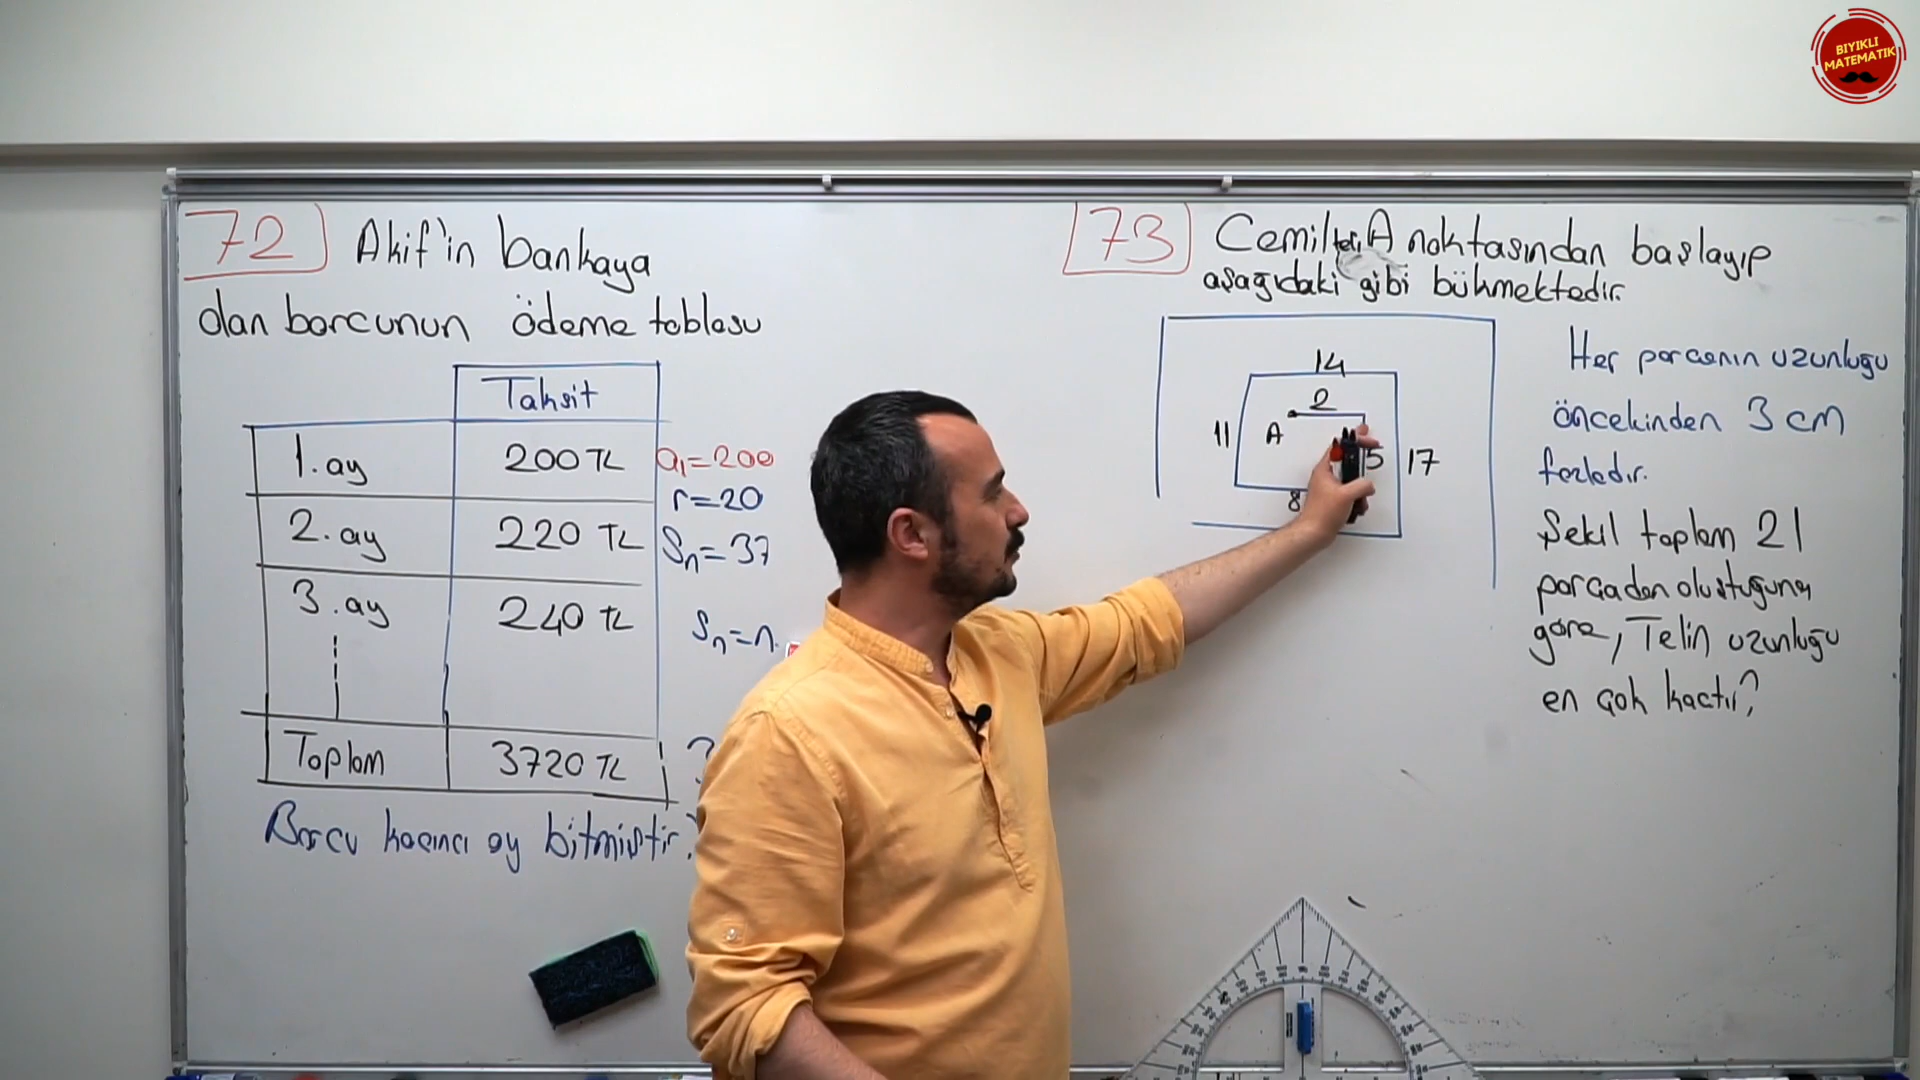 BIYIKLI
MATEMATİK
72 Akif'in bankaya
olan borcunun ödeme tablosu
Taksit
1. ay 200 TL a₁=200
r=20
2. ay 220 TL Sn=37
3. ay 240 TL Sn=n.
Toplam 3720 TL
Borcu kaçıncı ay bitmiştir?
73 Cemil teli A noktasından başlayıp
aşağıdaki gibi bükmektedir.
14
2
11 A 5 17
8
Her parçanın uzunluğu
öncekinden 3 cm
fazladır.
Şekil toplam 21
parçadan oluştuğuna
göre, Telin uzunluğu
en çok kaçtır?